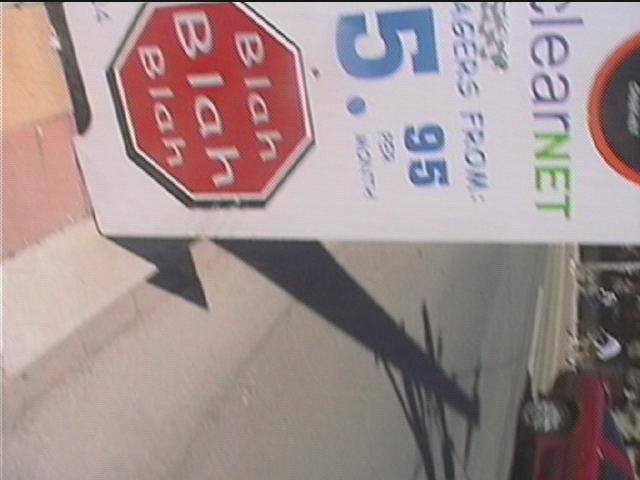 clearNET
AGERS FROM:
5.95
PER
MONTH
Blah
Blah
Blah